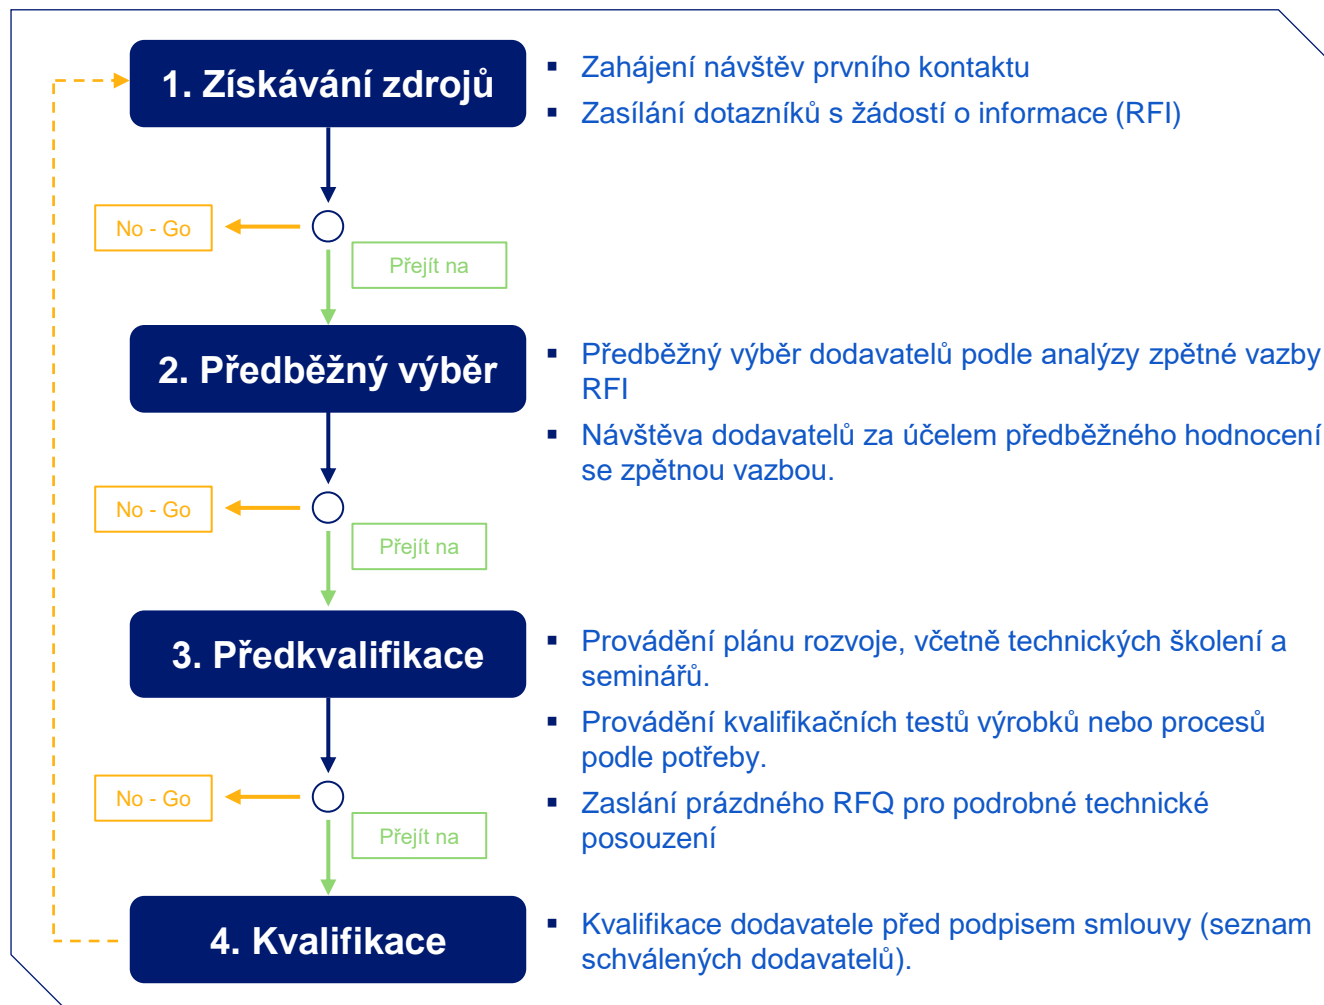 1. Získávání zdrojů
▪ Zahájení návštěv prvního kontaktu
▪ Zasílání dotazníků s žádostí o informace (RFI)
No - Go
Přejít na
2. Předběžný výběr
▪ Předběžný výběr dodavatelů podle analýzy zpětné vazby
RFI
▪ Návštěva dodavatelů za účelem předběžného hodnocení
se zpětnou vazbou.
No - Go
Přejít na
3. Předkvalifikace
▪ Provádění plánu rozvoje, včetně technických školení a
seminářů.
▪ Provádění kvalifikačních testů výrobků nebo procesů
podle potřeby.
▪ Zaslání prázdného RFQ pro podrobné technické
posouzení
No - Go
Přejít na
4. Kvalifikace
▪ Kvalifikace dodavatele před podpisem smlouvy (seznam
schválených dodavatelů).